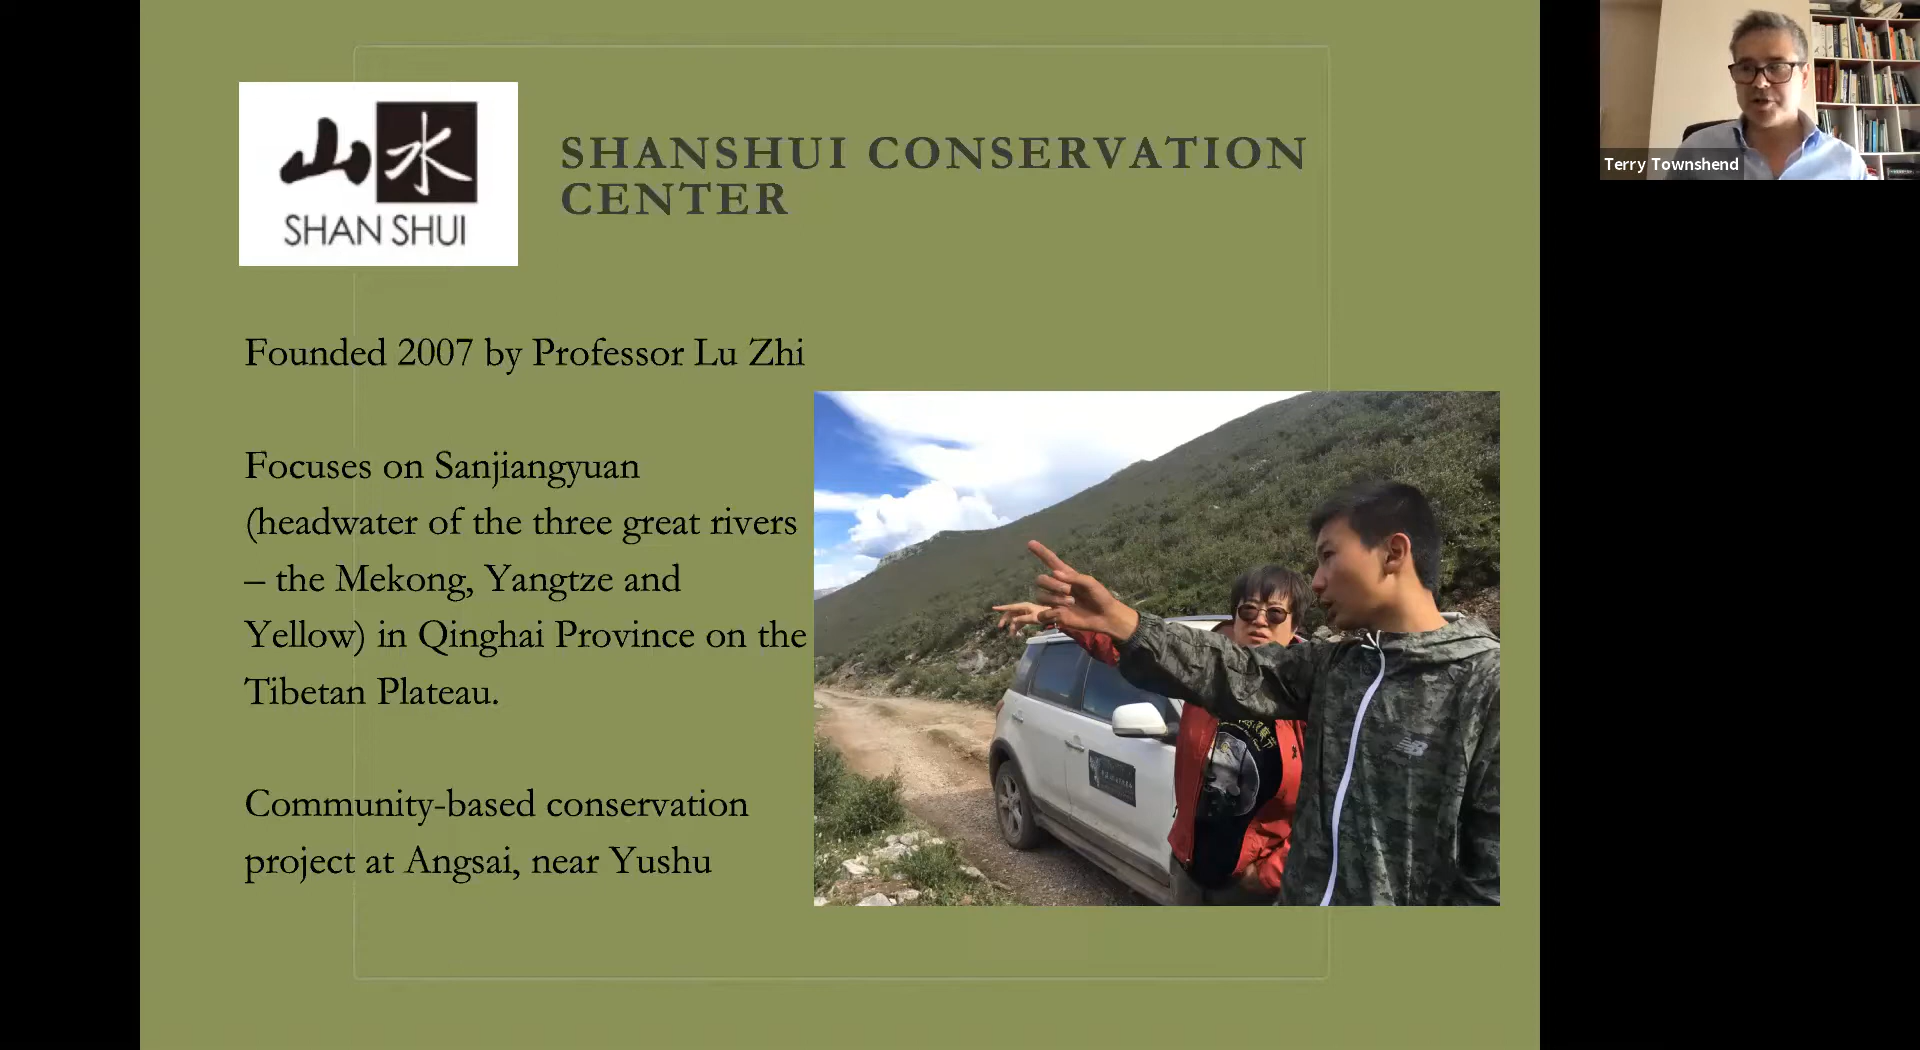 山水
SHAN SHUI
SHANSHUI CONSERVATION
CENTER
Founded 2007 by Professor Lu Zhi
Focuses on Sanjiangyuan
(headwater of the three great rivers
– the Mekong, Yangtze and
Yellow) in Qinghai Province on the
Tibetan Plateau.
Community-based conservation
project at Angsai, near Yushu
NB
Terry Townshend